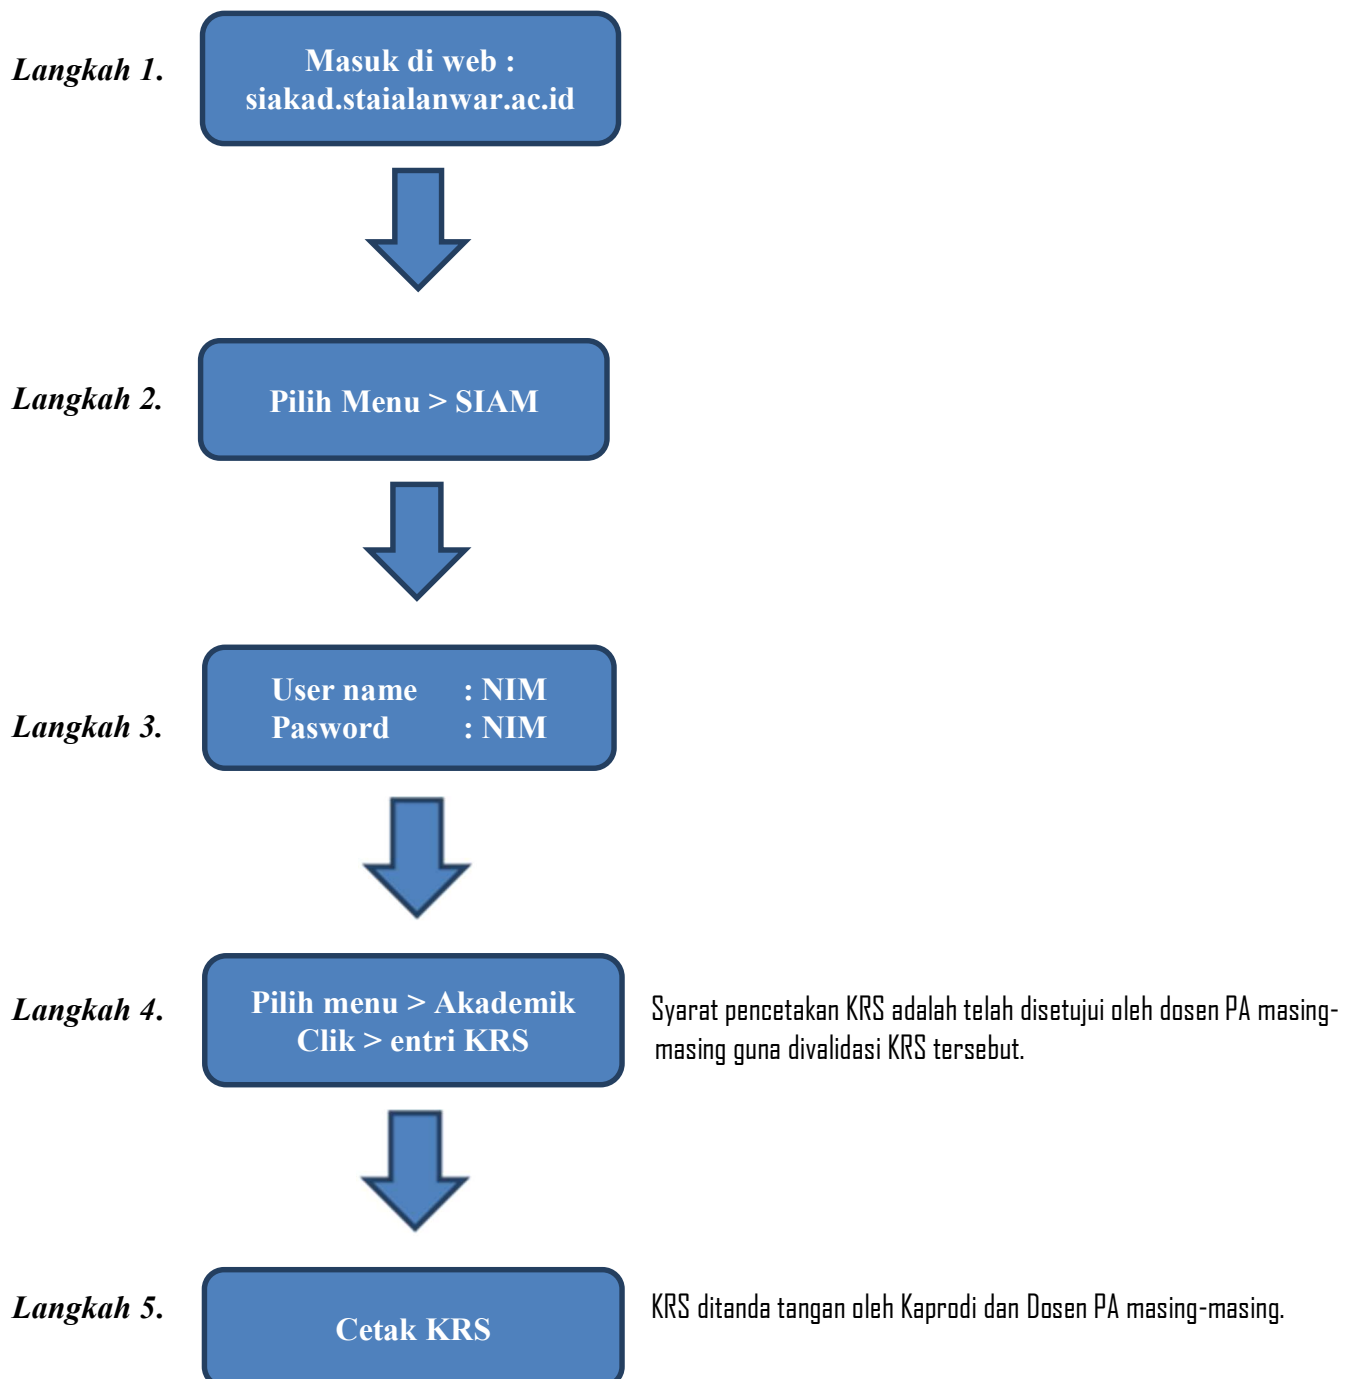 Langkah 1.
Masuk di web :
siakad.staialanwar.ac.id
Langkah 2.
Pilih Menu > SIAM
User name : NIM
Langkah 3.
Pasword : NIM
Langkah 4.
Pilih menu > Akademik
Clik > entri KRS
Syarat pencetakan KRS adalah telah disetujui oleh dosen PA masing-
masing guna divalidasi KRS tersebut.
Langkah 5.
Cetak KRS
KRS ditanda tangan oleh Kaprodi dan Dosen PA masing-masing.